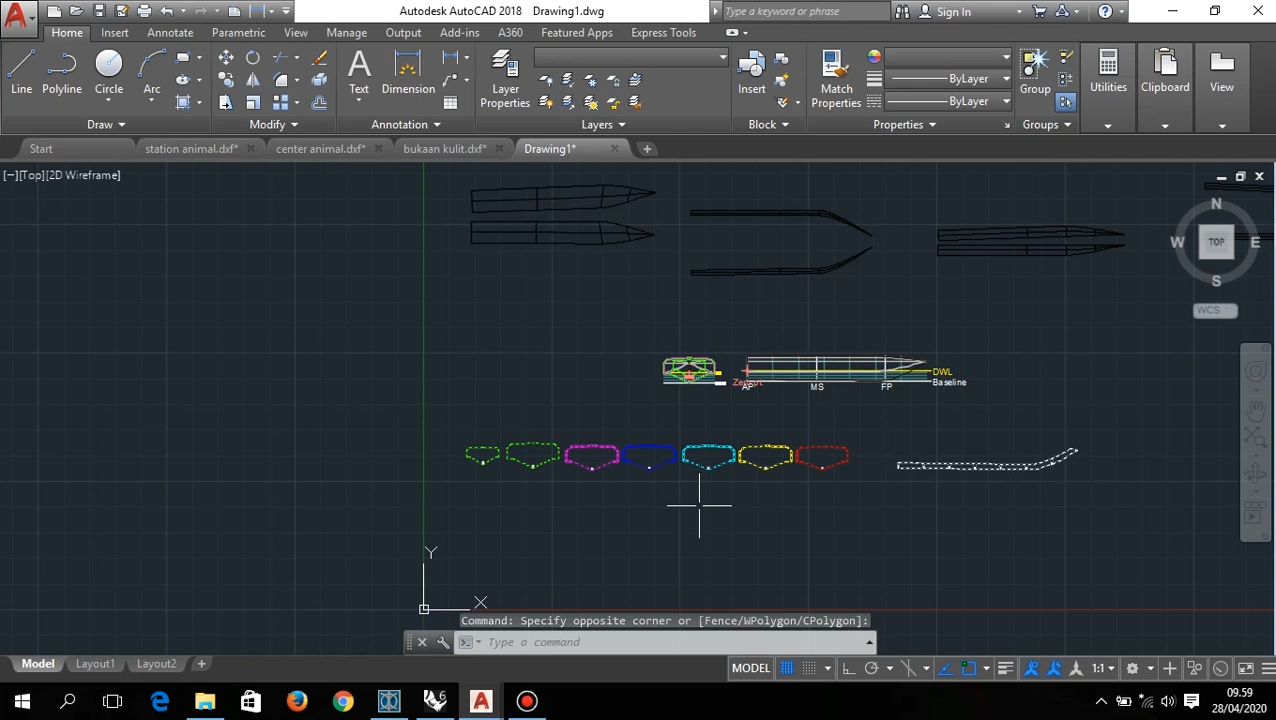 Autodesk AutoCAD 2018 Drawing1.dwg
Type a keyword or phrase
Sign In
Home Insert Annotate Parametric View Manage Output Add-ins A360 Featured Apps Express Tools
Line Polyline Circle Arc
Text Dimension
Layer Properties
Insert
Match Properties
ByLayer
ByLayer
Group
Utilities Clipboard View
Draw Modify Annotation Layers Block Properties Groups
Start station animal.dxf* center animal.dxf* bukaan kulit.dxf* Drawing1*
[−][Top][2D Wireframe]
N
W TOP E
S
WCS
DWL
AP MS FP Baseline
Y
X
Command: Specify opposite corner or [Fence/WPolygon/CPolygon]:
Type a command
Model Layout1 Layout2
MODEL 1:1
09.59
28/04/2020